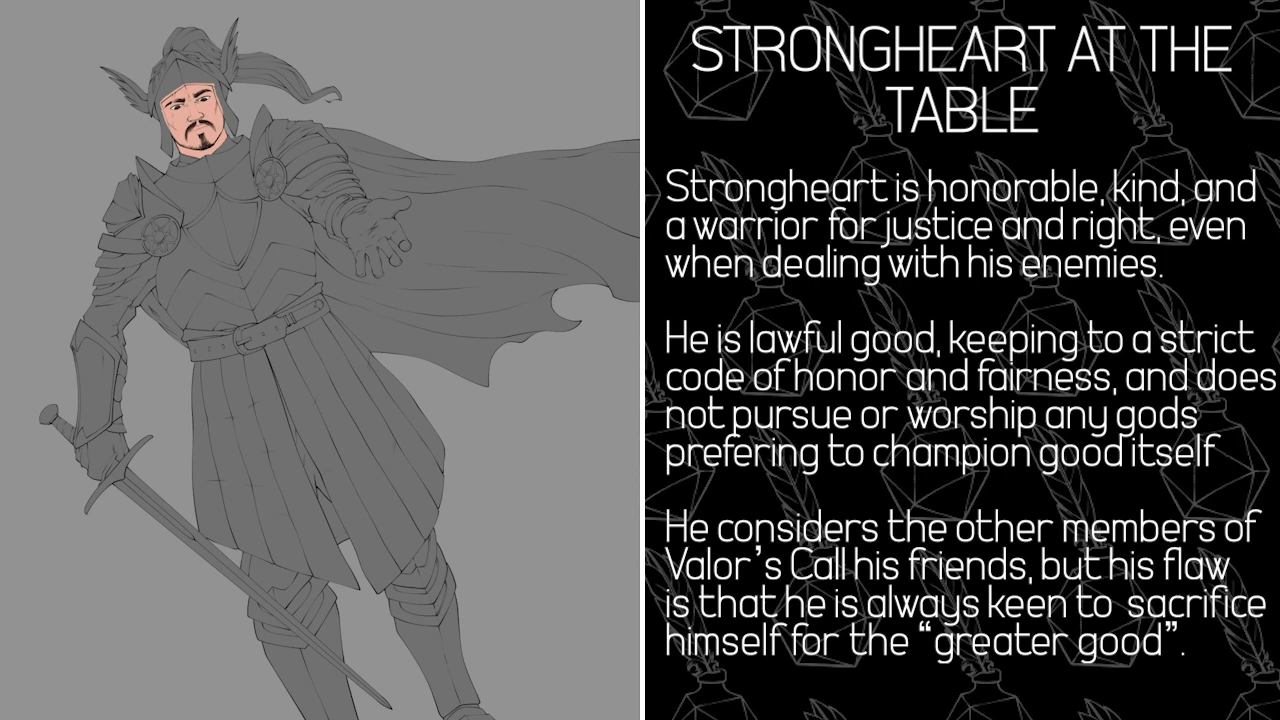 STRONGHEART AT THE
TABLE
Strongheart is honorable, kind, and
a warrior for justice and right, even
when dealing with his enemies.
He is lawful good, keeping to a strict
code of honor and fairness, and does
not pursue or worship any gods
prefering to champion good itself
He considers the other members of
Valor's Call his friends, but his flaw
is that he is always keen to sacrifice
himself for the “greater good”.